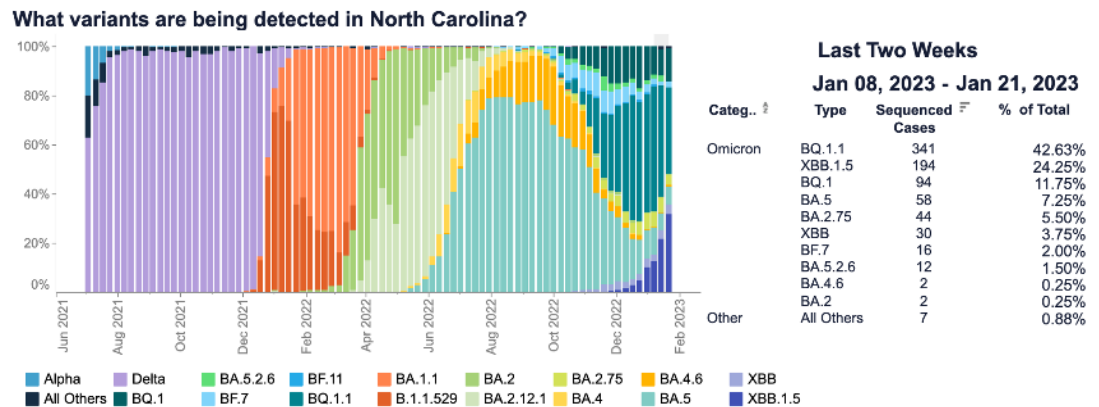 What variants are being detected in North Carolina?
100%
80%
60%
40%
20%
0%
Jun 2021
Aug 2021
Oct 2021
Dec 2021
Feb 2022
Apr 2022
Jun 2022
Aug 2022
Oct 2022
Dec 2022
Feb 2023
Last Two Weeks
Jan 08, 2023 - Jan 21, 2023
Categ.. Type Sequenced Cases % of Total
Omicron BQ.1.1 341 42.63%
XBB.1.5 194 24.25%
BQ.1 94 11.75%
BA.5 58 7.25%
BA.2.75 44 5.50%
XBB 30 3.75%
BF.7 16 2.00%
BA.5.2.6 12 1.50%
BA.4.6 2 0.25%
BA.2 2 0.25%
Other All Others 7 0.88%
Alpha Delta BA.5.2.6 BF.11 BA.1.1 BA.2 BA.2.75 BA.4.6 XBB
All Others BQ.1 BF.7 BQ.1.1 B.1.1.529 BA.2.12.1 BA.4 BA.5 XBB.1.5